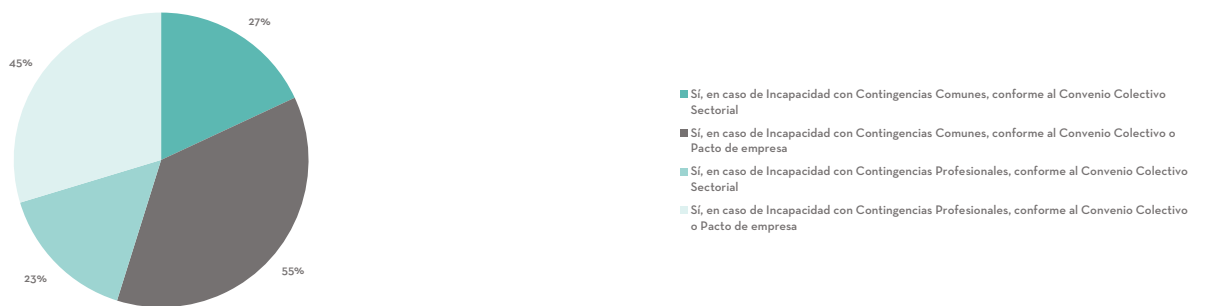 27%
45%
55%
23%
Sí, en caso de Incapacidad con Contingencias Comunes, conforme al Convenio Colectivo
Sectorial
Sí, en caso de Incapacidad con Contingencias Comunes, conforme al Convenio Colectivo o
Pacto de empresa
Sí, en caso de Incapacidad con Contingencias Profesionales, conforme al Convenio Colectivo
Sectorial
Sí, en caso de Incapacidad con Contingencias Profesionales, conforme al Convenio Colectivo
o Pacto de empresa